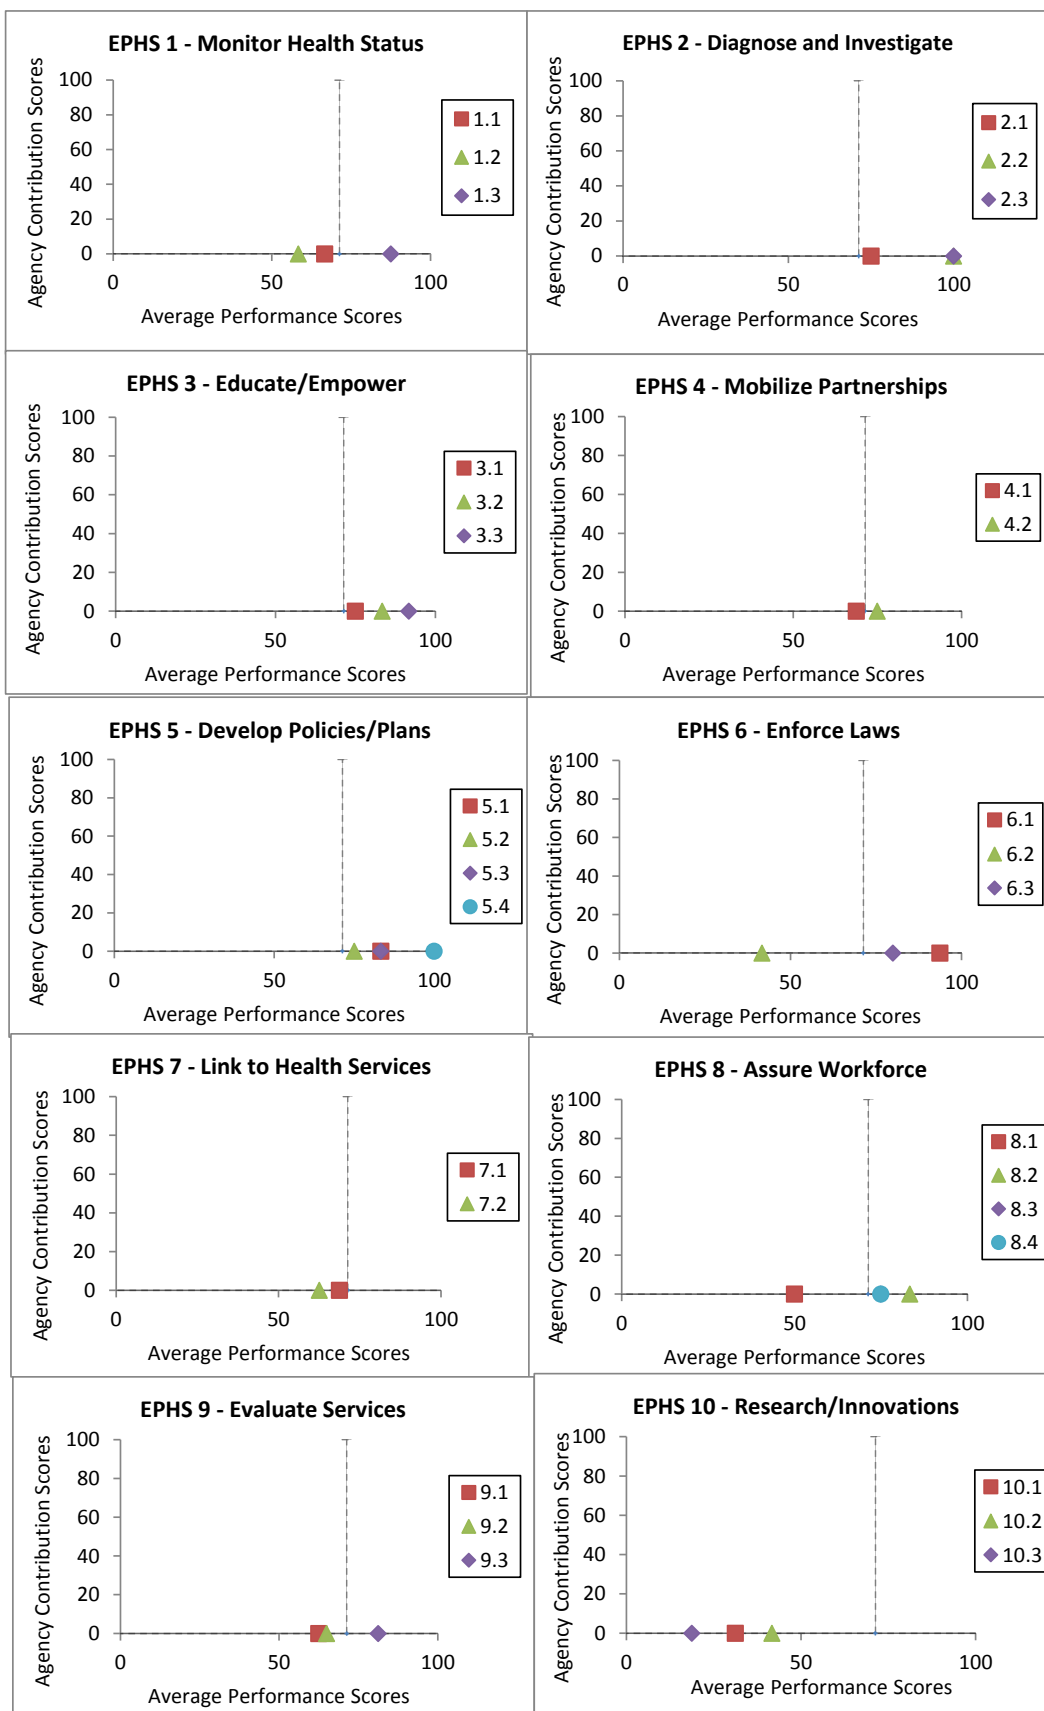 EPHS 1 - Monitor Health Status
Agency Contribution Scores
100
80
60
40
20
0
0 50 100
Average Performance Scores
1.1
1.2
1.3
EPHS 2 - Diagnose and Investigate
Agency Contribution Scores
100
80
60
40
20
0
0 50 100
Average Performance Scores
2.1
2.2
2.3
EPHS 3 - Educate/Empower
Agency Contribution Scores
100
80
60
40
20
0
0 50 100
Average Performance Scores
3.1
3.2
3.3
EPHS 4 - Mobilize Partnerships
Agency Contribution Scores
100
80
60
40
20
0
0 50 100
Average Performance Scores
4.1
4.2
EPHS 5 - Develop Policies/Plans
Agency Contribution Scores
100
80
60
40
20
0
0 50 100
Average Performance Scores
5.1
5.2
5.3
5.4
EPHS 6 - Enforce Laws
Agency Contribution Scores
100
80
60
40
20
0
0 50 100
Average Performance Scores
6.1
6.2
6.3
EPHS 7 - Link to Health Services
Agency Contribution Scores
100
80
60
40
20
0
0 50 100
Average Performance Scores
7.1
7.2
EPHS 8 - Assure Workforce
Agency Contribution Scores
100
80
60
40
20
0
0 50 100
Average Performance Scores
8.1
8.2
8.3
8.4
EPHS 9 - Evaluate Services
Agency Contribution Scores
100
80
60
40
20
0
0 50 100
Average Performance Scores
9.1
9.2
9.3
EPHS 10 - Research/Innovations
Agency Contribution Scores
100
80
60
40
20
0
0 50 100
Average Performance Scores
10.1
10.2
10.3